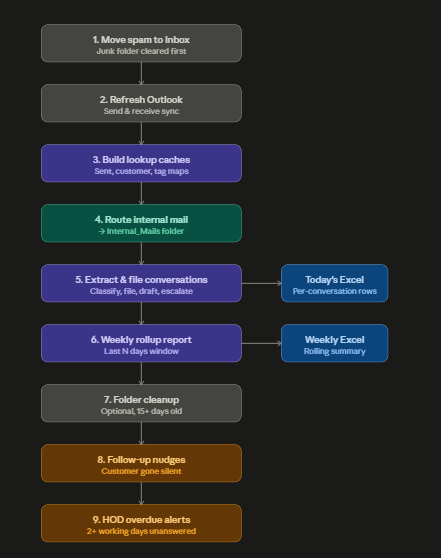 1. Move spam to Inbox
Junk folder cleared first
2. Refresh Outlook
Send & receive sync
3. Build lookup caches
Sent, customer, tag maps
4. Route internal mail
→ Internal_Mails folder
5. Extract & file conversations
Classify, file, draft, escalate
Today's Excel
Per-conversation rows
6. Weekly rollup report
Last N days window
Weekly Excel
Rolling summary
7. Folder cleanup
Optional, 15+ days old
8. Follow-up nudges
Customer gone silent
9. HOD overdue alerts
2+ working days unanswered